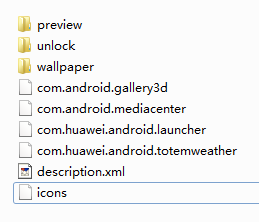 preview
unlock
wallpaper
com.android.gallery3d
com.android.mediacenter
com.huawei.android.launcher
com.huawei.android.totemweather
description.xml
icons